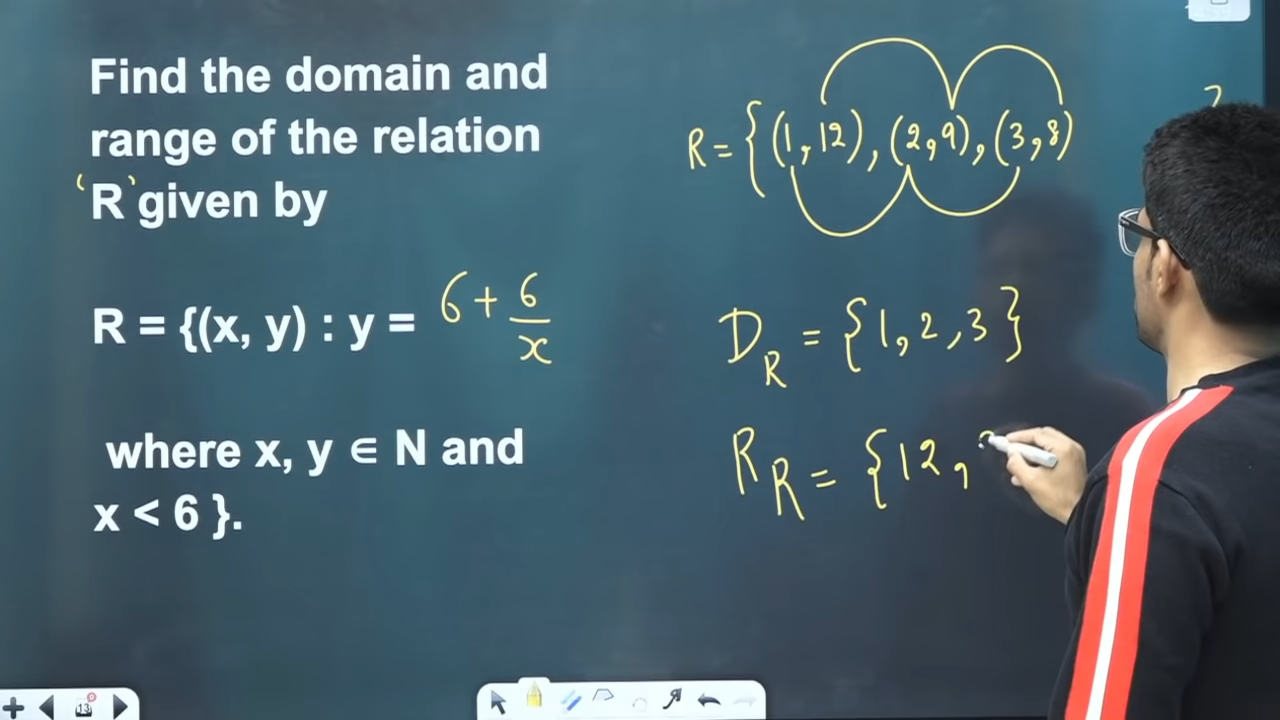 Find the domain and
range of the relation
'R' given by
R = {(x, y) : y = 6 + 6/x
where x, y ∈ N and
x < 6 }.
R = {(1, 12), (2, 9), (3, 8) }
D_R = {1, 2, 3}
R_R = {12,
13